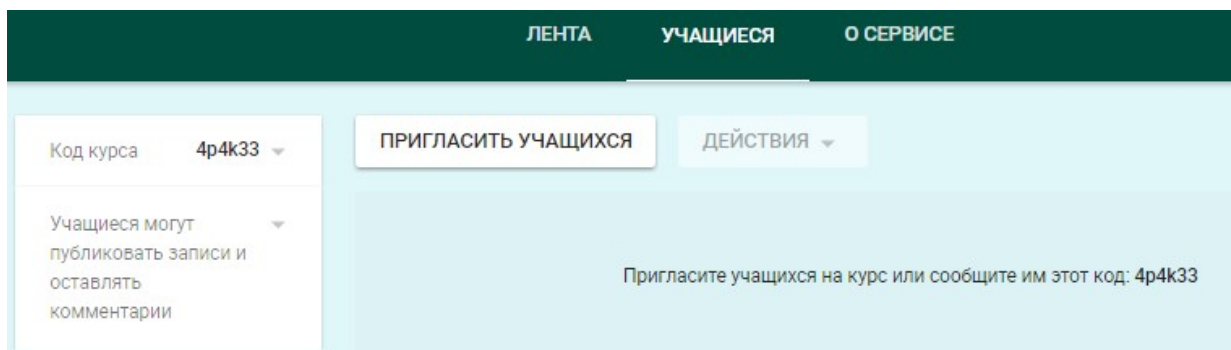 ЛЕНТА УЧАЩИЕСЯ О СЕРВИСЕ
Код курса 4p4k33
ПРИГЛАСИТЬ УЧАЩИХСЯ ДЕЙСТВИЯ
Учащиеся могут
публиковать записи и
оставлять
комментарии
Пригласите учащихся на курс или сообщите им этот код: 4p4k33